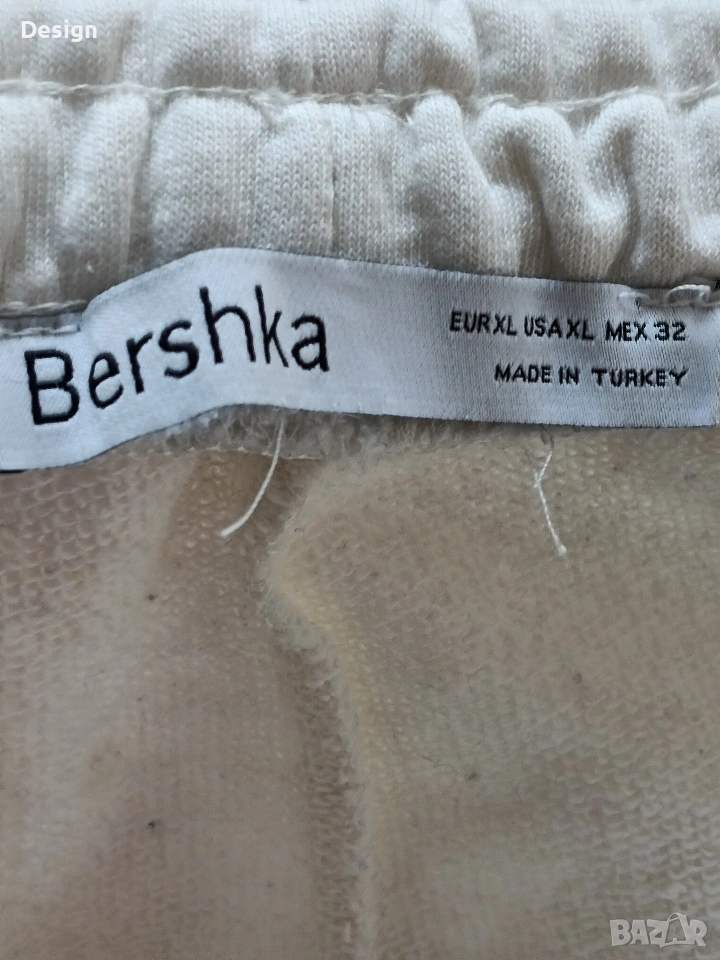 Design
Bershka
EUR XL USA XL MEX 32
MADE IN TURKEY
BAZAR